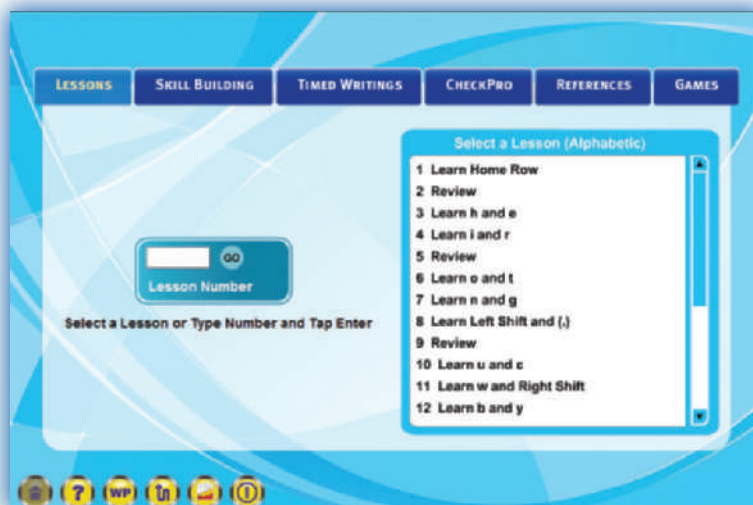 LESSONS
SKILL BUILDING
TIMED WRITINGS
CHECKPRO
REFERENCES
GAMES
GO
Lesson Number
Select a Lesson or Type Number and Tap Enter
Select a Lesson (Alphabetic)
1 Learn Home Row
2 Review
3 Learn h and e
4 Learn i and r
5 Review
6 Learn o and t
7 Learn n and g
8 Learn Left Shift and (.)
9 Review
10 Learn u and c
11 Learn w and Right Shift
12 Learn b and y
? WP